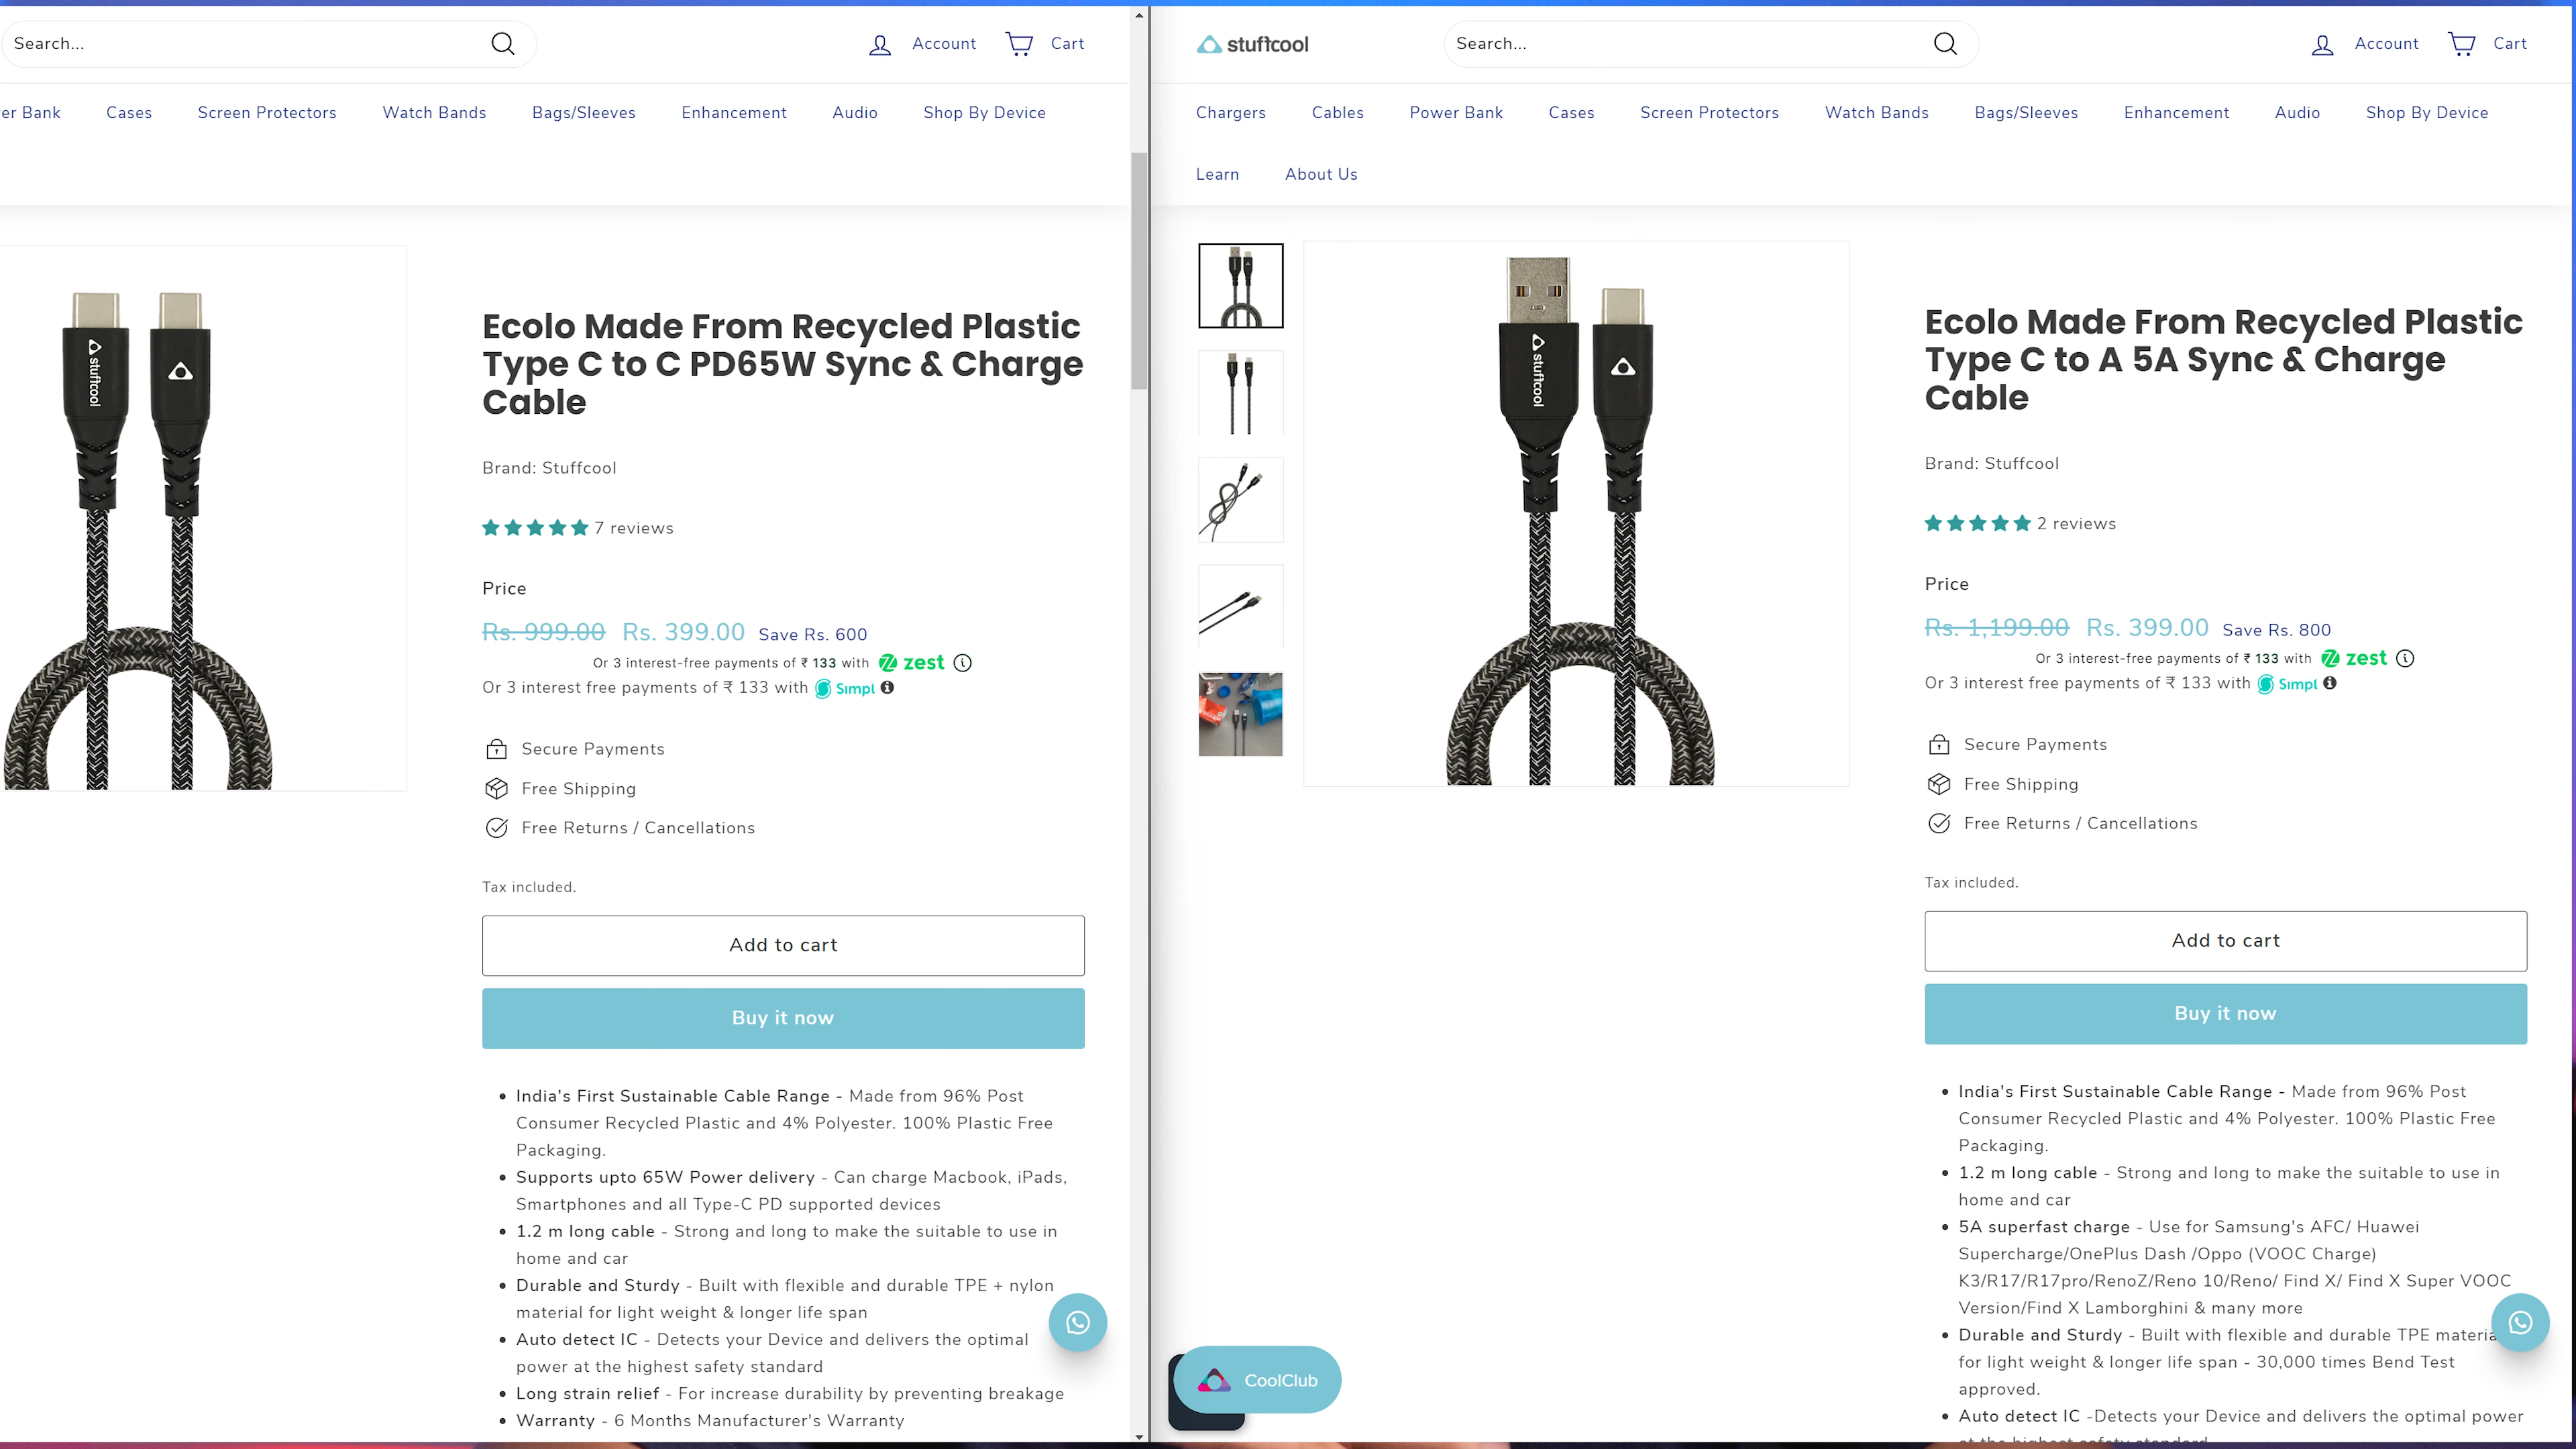 Search...
Account
Cart
er Bank
Cases
Screen Protectors
Watch Bands
Bags/Sleeves
Enhancement
Audio
Shop By Device
stuffcool
Ecolo Made From Recycled Plastic
Type C to C PD65W Sync & Charge
Cable
Brand: Stuffcool
7 reviews
Price
Rs. 999.00 Rs. 399.00 Save Rs. 600
Or 3 interest-free payments of ₹ 133 with zest
Or 3 interest free payments of ₹ 133 with Simpl
Secure Payments
Free Shipping
Free Returns / Cancellations
Tax included.
Add to cart
Buy it now
• India's First Sustainable Cable Range - Made from 96% Post
Consumer Recycled Plastic and 4% Polyester. 100% Plastic Free
Packaging.
• Supports upto 65W Power delivery - Can charge Macbook, iPads,
Smartphones and all Type-C PD supported devices
• 1.2 m long cable - Strong and long to make the suitable to use in
home and car
• Durable and Sturdy - Built with flexible and durable TPE + nylon
material for light weight & longer life span
• Auto detect IC - Detects your Device and delivers the optimal
power at the highest safety standard
• Long strain relief - For increase durability by preventing breakage
• Warranty - 6 Months Manufacturer's Warranty
stuffcool
Search...
Account
Cart
Chargers
Cables
Power Bank
Cases
Screen Protectors
Watch Bands
Bags/Sleeves
Enhancement
Audio
Shop By Device
Learn
About Us
stuffcool
Ecolo Made From Recycled Plastic
Type C to A 5A Sync & Charge
Cable
Brand: Stuffcool
2 reviews
Price
Rs. 1,199.00 Rs. 399.00 Save Rs. 800
Or 3 interest-free payments of ₹ 133 with zest
Or 3 interest free payments of ₹ 133 with Simpl
Secure Payments
Free Shipping
Free Returns / Cancellations
Tax included.
Add to cart
Buy it now
• India's First Sustainable Cable Range - Made from 96% Post
Consumer Recycled Plastic and 4% Polyester. 100% Plastic Free
Packaging.
• 1.2 m long cable - Strong and long to make the suitable to use in
home and car
• 5A superfast charge - Use for Samsung's AFC/ Huawei
Supercharge/OnePlus Dash /Oppo (VOOC Charge)
K3/R17/R17pro/RenoZ/Reno 10/Reno/ Find X/ Find X Super VOOC
Version/Find X Lamborghini & many more
• Durable and Sturdy - Built with flexible and durable TPE materia
for light weight & longer life span - 30,000 times Bend Test
approved.
• Auto detect IC -Detects your Device and delivers the optimal power
at the highest safety standard
CoolClub